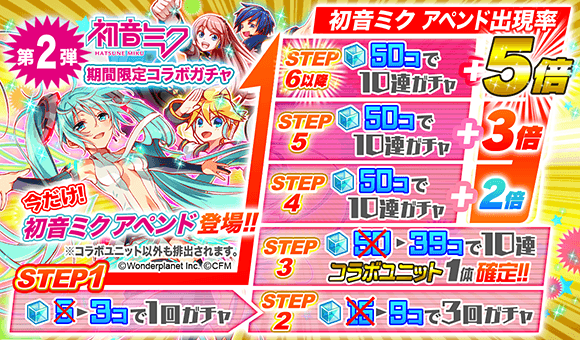 第2弾
初音ミク
HATSUNE MIKU
期間限定コラボガチャ
今だけ!
初音ミク アペンド登場!!
※コラボユニット以外も排出されます。
©Wonderplanet Inc. ©CFM
初音ミク アペンド出現率
STEP 6以降
50コで
10連ガチャ
+5倍
STEP 5
50コで
10連ガチャ
+3倍
STEP 4
50コで
10連ガチャ
+2倍
STEP 3
50 ▶ 39コで10連
コラボユニット1体確定!!
STEP1
5 ▶ 3コで1回ガチャ
STEP 2
15 ▶ 9コで3回ガチャ